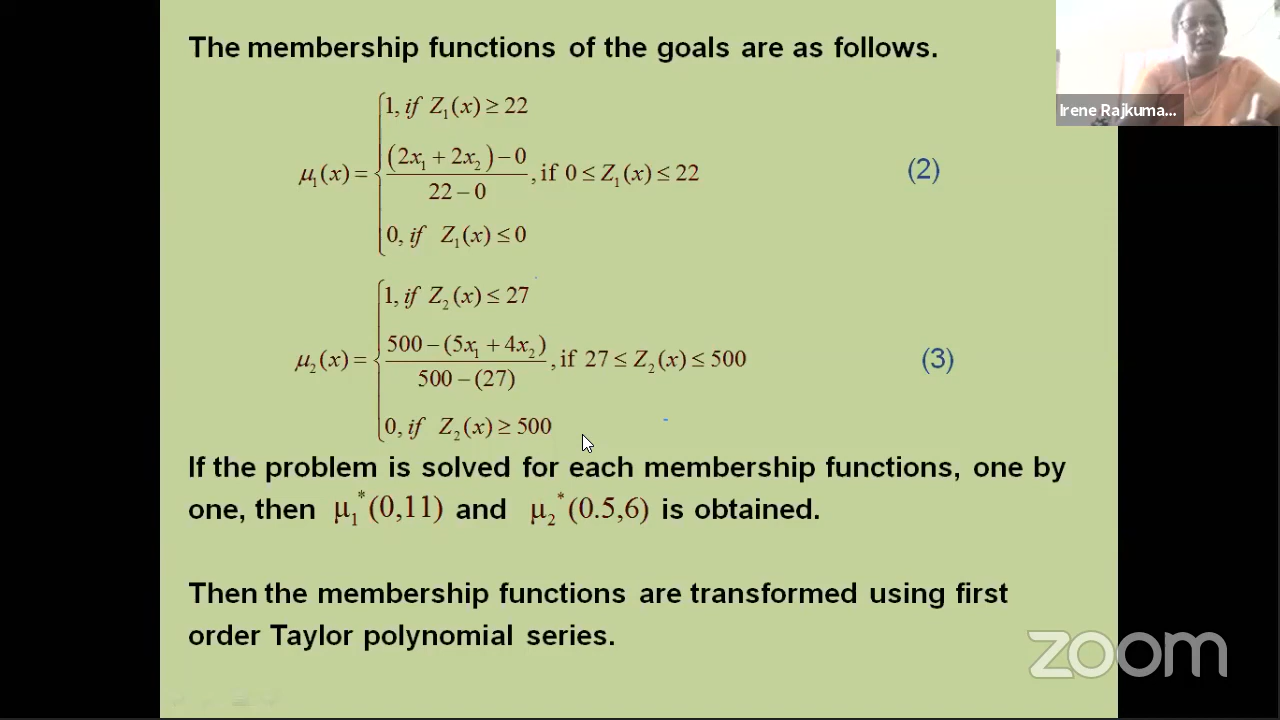 The membership functions of the goals are as follows.
Irene Rajkuma...
1, if Z₁(x) ≥ 22
μ₁(x) = { (2x₁ + 2x₂) − 0 / 22 − 0 , if 0 ≤ Z₁(x) ≤ 22 (2)
0, if Z₁(x) ≤ 0
1, if Z₂(x) ≤ 27
μ₂(x) = { 500 − (5x₁ + 4x₂) / 500 − (27) , if 27 ≤ Z₂(x) ≤ 500 (3)
0, if Z₂(x) ≥ 500
If the problem is solved for each membership functions, one by
one, then μ₁*(0,11) and μ₂*(0.5,6) is obtained.
Then the membership functions are transformed using first
order Taylor polynomial series.
zoom